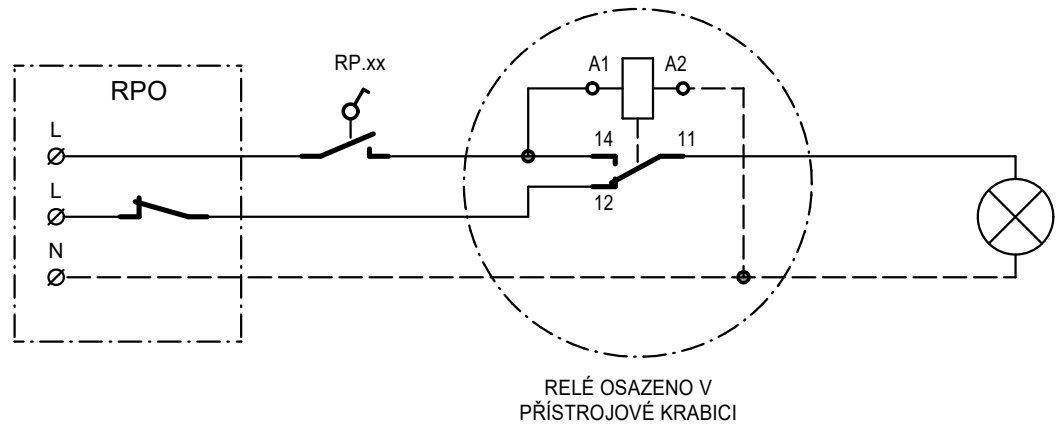 RPO
RP.xx
A1
A2
L
14
11
L
12
N
RELÉ OSAZENO V
PŘÍSTROJOVÉ KRABICI